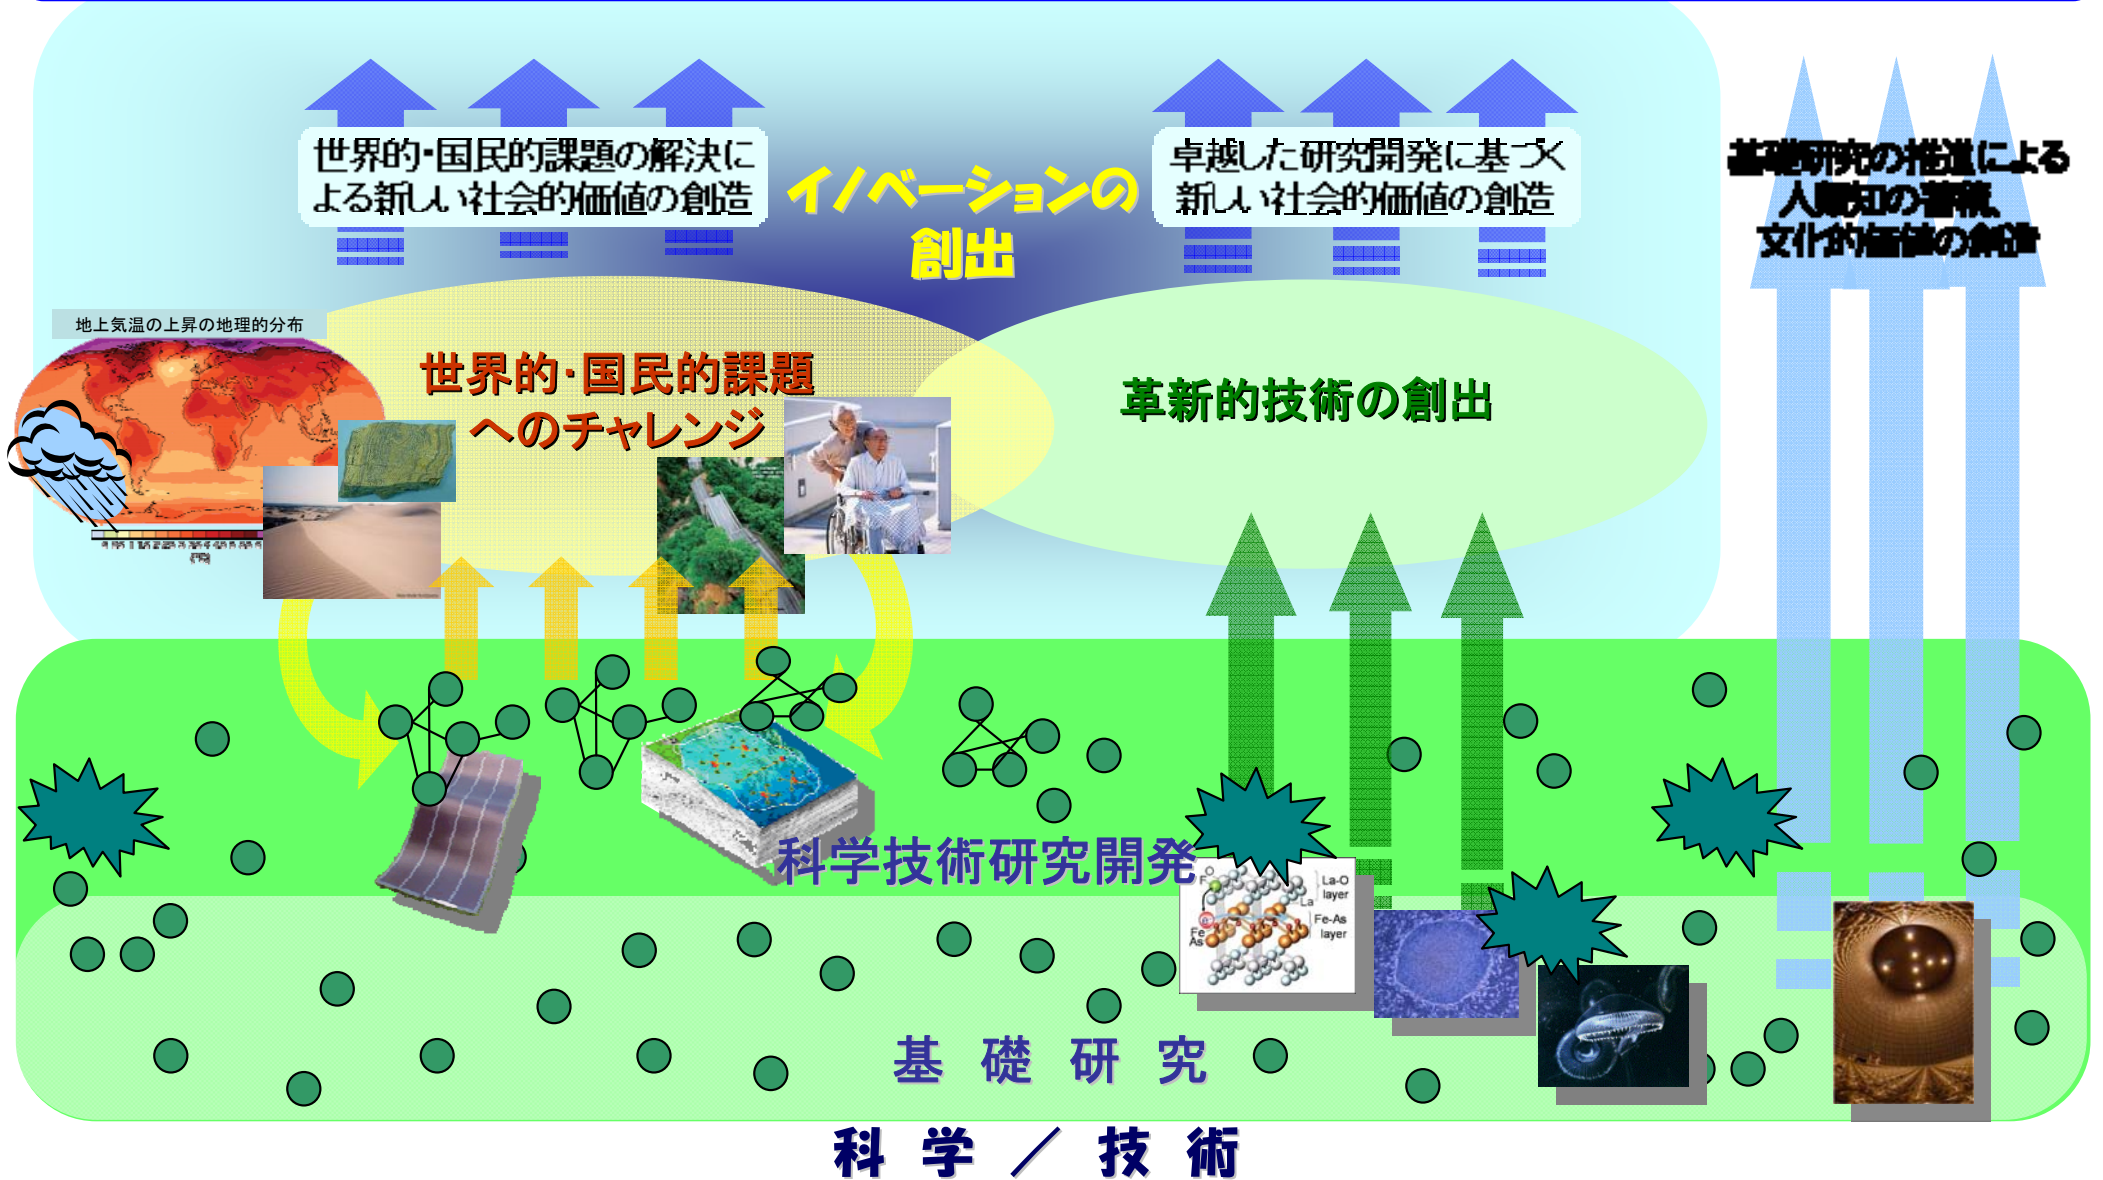 世界的・国民的課題の解決に
よる新しい社会的価値の創造
イノベーションの
創出
卓越した研究開発に基づく
新しい社会的価値の創造
基礎研究の推進による
人類知の蓄積、
文化的価値の創造
地上気温の上昇の地理的分布
世界的・国民的課題
へのチャレンジ
革新的技術の創出
科学技術研究開発
O
F
La-O
layer
La
e
Fe
As
Fe-As
layer
基 礎 研 究
科 学 ／ 技 術